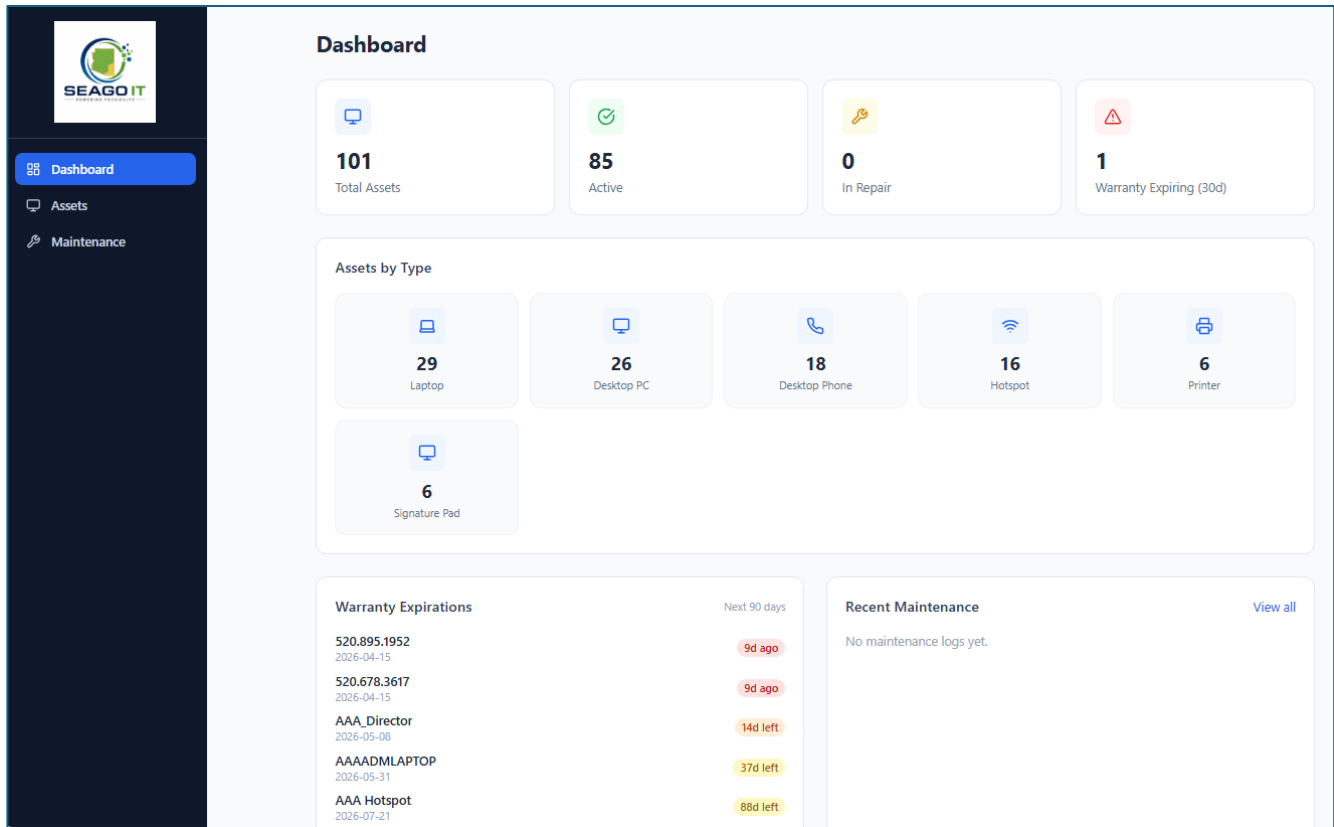 SEAGO IT
POWERING POSSIBILITY
Dashboard
Assets
Maintenance
Dashboard
101
Total Assets
85
Active
0
In Repair
1
Warranty Expiring (30d)
Assets by Type
29
Laptop
26
Desktop PC
18
Desktop Phone
16
Hotspot
6
Printer
6
Signature Pad
Warranty Expirations
Next 90 days
520.895.1952
2026-04-15
9d ago
520.678.3617
2026-04-15
9d ago
AAA_Director
2026-05-08
14d left
AAAADMLAPTOP
2026-05-31
37d left
AAA Hotspot
2026-07-21
88d left
Recent Maintenance
View all
No maintenance logs yet.